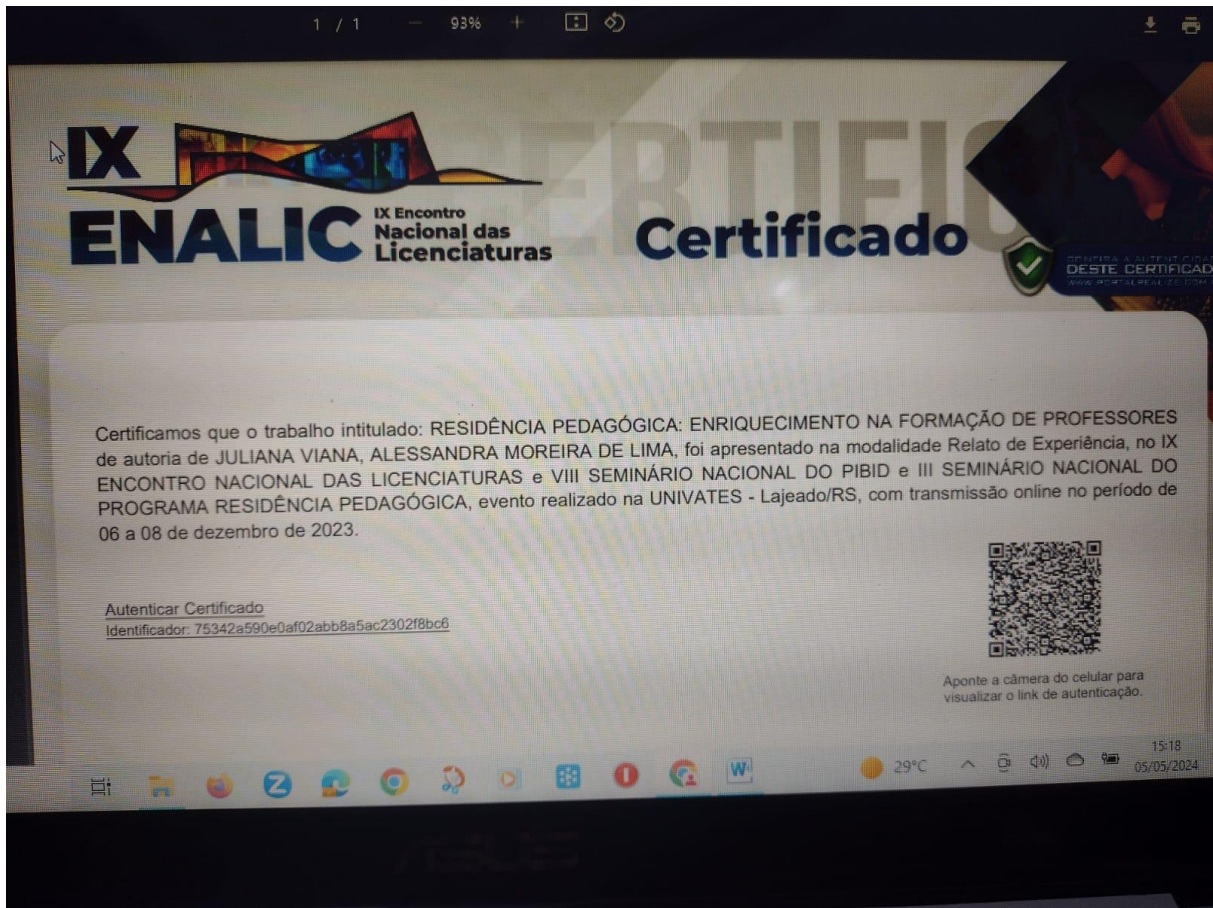 1 / 1 — 93% +
CERTIFIC
IX
ENALIC
IX Encontro
Nacional das
Licenciaturas
Certificado
CONFIRA A AUTENTICIDA
DESTE CERTIFICAD
Certificamos que o trabalho intitulado: RESIDÊNCIA PEDAGÓGICA: ENRIQUECIMENTO NA FORMAÇÃO DE PROFESSORES
de autoria de JULIANA VIANA, ALESSANDRA MOREIRA DE LIMA, foi apresentado na modalidade Relato de Experiência, no IX
ENCONTRO NACIONAL DAS LICENCIATURAS e VIII SEMINÁRIO NACIONAL DO PIBID e III SEMINÁRIO NACIONAL DO
PROGRAMA RESIDÊNCIA PEDAGÓGICA, evento realizado na UNIVATES - Lajeado/RS, com transmissão online no período de
06 a 08 de dezembro de 2023.
Autenticar Certificado
Identificador: 75342a590e0af02abb8a5ac2302f8bc6
Aponte a câmera do celular para
visualizar o link de autenticação.
29°C
15:18
05/05/2024
ASUS